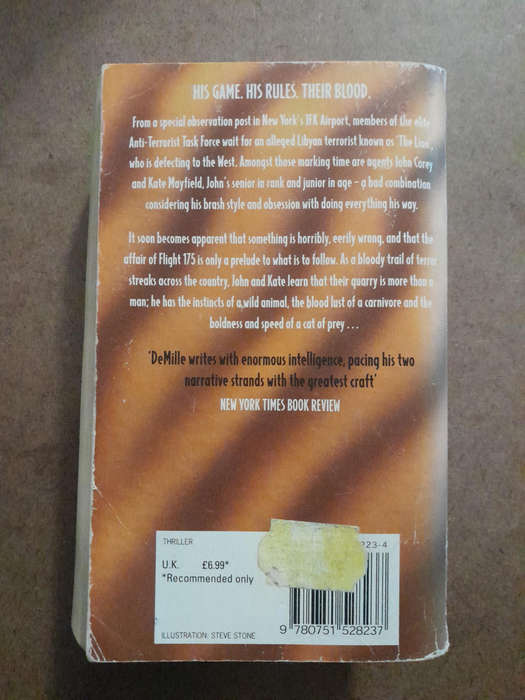 HIS GAME. HIS RULES. THEIR BLOOD.
From a special observation post in New York's JFK Airport, members of the elite
Anti-Terrorist Task Force wait for an alleged Libyan terrorist known as 'The Lion',
who is defecting to the West. Amongst those marking time are agents John Corey
and Kate Mayfield, John's senior in rank and junior in age – a bad combination
considering his brash style and obsession with doing everything his way.
It soon becomes apparent that something is horribly, eerily wrong, and that the
affair of Flight 175 is only a prelude to what is to follow. As a bloody trail of terror
streaks across the country, John and Kate learn that their quarry is more than a
man; he has the instincts of a wild animal, the blood lust of a carnivore and the
boldness and speed of a cat of prey ...
'DeMille writes with enormous intelligence, pacing his two
narrative strands with the greatest craft'
NEW YORK TIMES BOOK REVIEW
THRILLER
223-4
U.K. £6.99*
*Recommended only
9 780751 528237
ILLUSTRATION: STEVE STONE